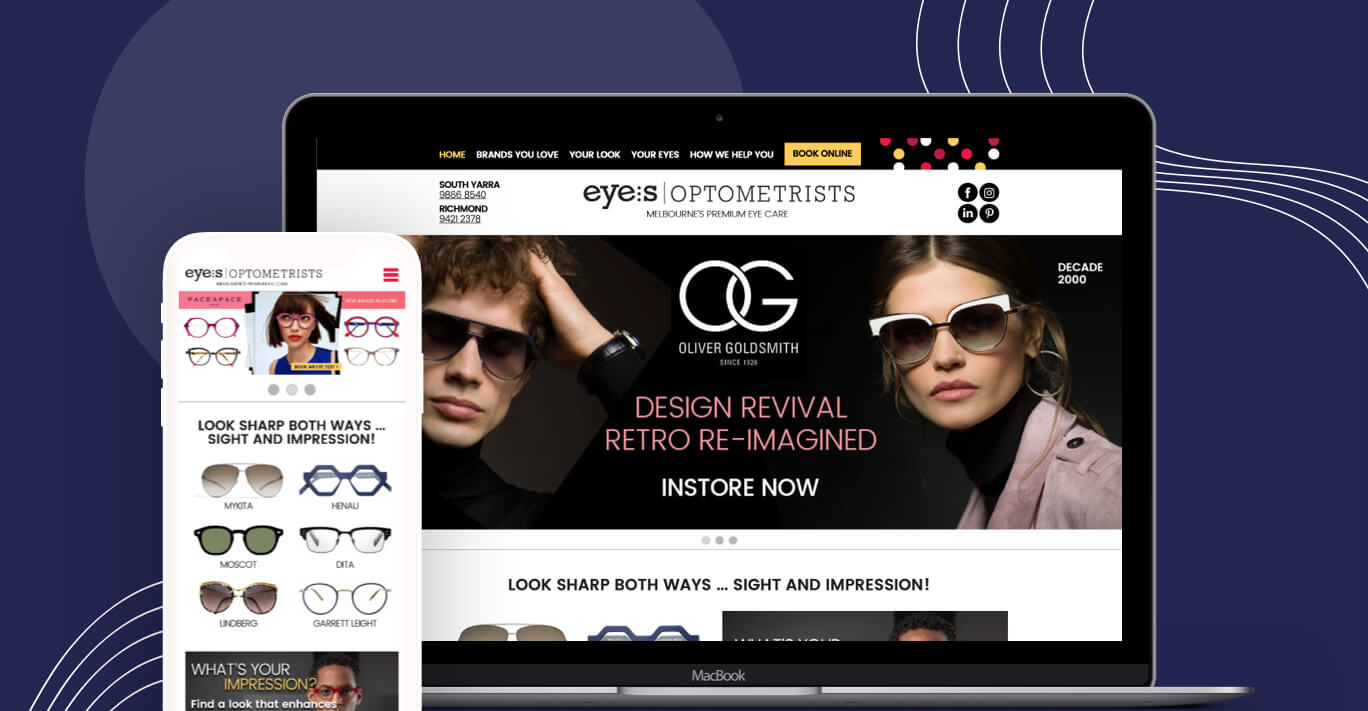 HOME BRANDS YOU LOVE YOUR LOOK YOUR EYES HOW WE HELP YOU BOOK ONLINE
SOUTH YARRA
9866 8540
RICHMOND
9421 2378
eye:s OPTOMETRISTS
MELBOURNE'S PREMIUM EYE CARE
OG
OLIVER GOLDSMITH
SINCE 1926
DECADE
2000
DESIGN REVIVAL
RETRO RE-IMAGINED
INSTORE NOW
LOOK SHARP BOTH WAYS ... SIGHT AND IMPRESSION!
WHAT'S YOUR
MacBook
eye:s OPTOMETRISTS
MELBOURNE'S PREMIUM EYE CARE
FACEAFACE
NEW RANGE IN STORE
BOOK AN EYE TEST >
LOOK SHARP BOTH WAYS ...
SIGHT AND IMPRESSION!
MYKITA
HENAU
MOSCOT
DITA
LINDBERG
GARRETT LEIGHT
WHAT'S YOUR
IMPRESSION?
Find a look that enhances